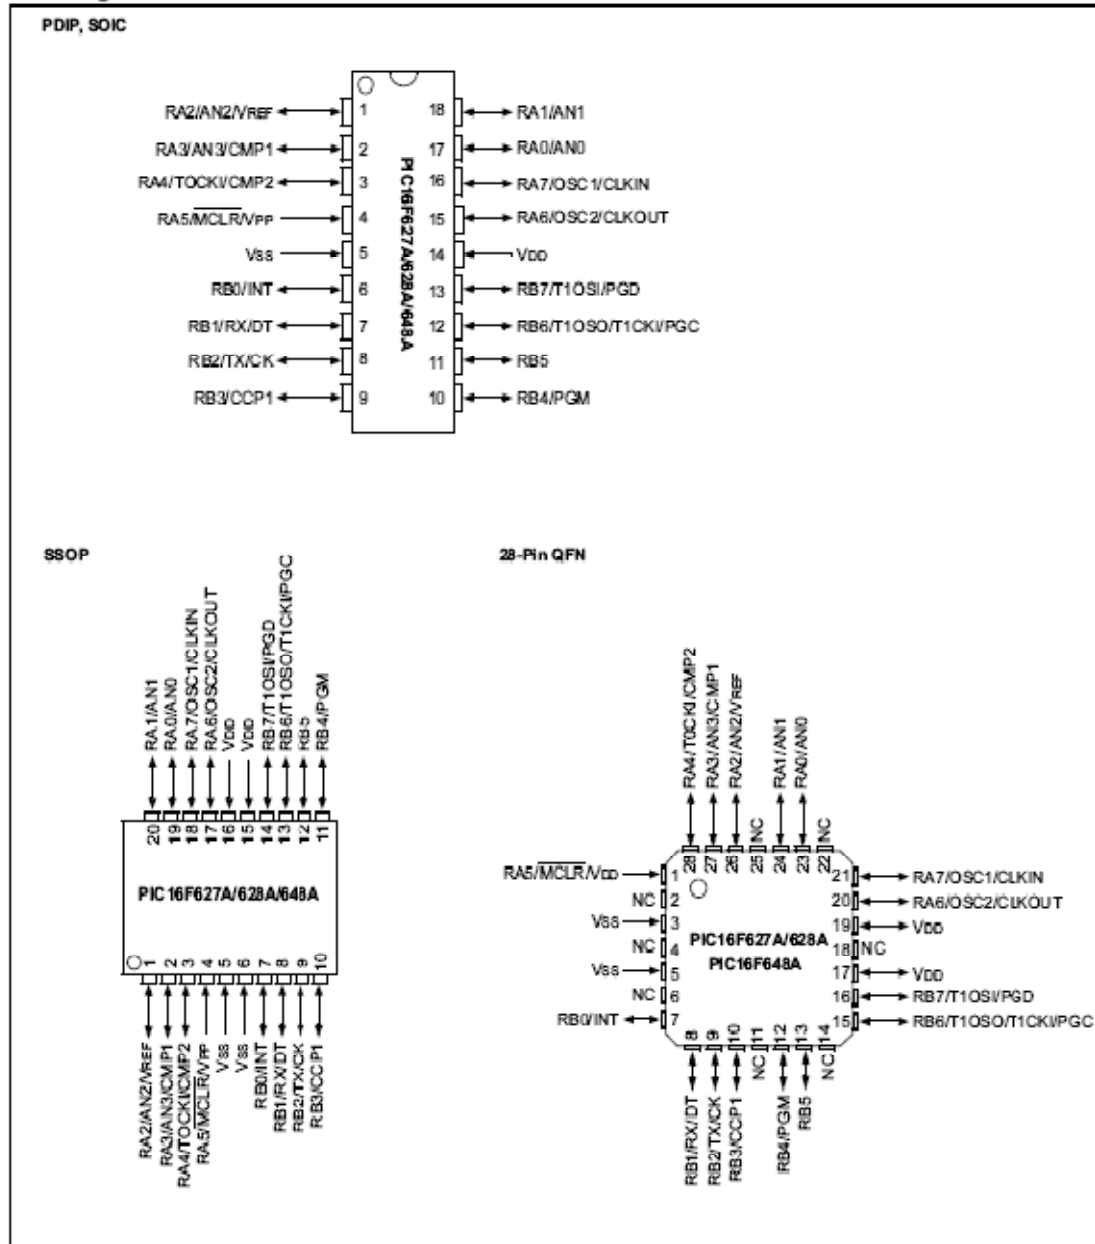 PDIP, SOIC
RA2/AN2/VREF 1 18 RA1/AN1
RA3/AN3/CMP1 2 17 RA0/AN0
RA4/TOCKI/CMP2 3 16 RA7/OSC1/CLKIN
RA5/MCLR/VPP 4 15 RA6/OSC2/CLKOUT
VSS 5 14 VDD
RB0/INT 6 13 RB7/T1OSI/PGD
RB1/RX/DT 7 12 RB6/T1OSO/T1CKI/PGC
RB2/TX/CK 8 11 RB5
RB3/CCP1 9 10 RB4/PGM
PIC16F627A/628A/648A
SSOP
RA1/AN1
RA0/AN0
RA7/OSC1/CLKIN
RA6/OSC2/CLKOUT
VDD
VDD
RB7/T1OSI/PGD
RB6/T1OSO/T1CKI/PGC
RB5
RB4/PGM
20 19 18 17 16 15 14 13 12 11
PIC16F627A/628A/648A
1 2 3 4 5 6 7 8 9 10
RA2/AN2/VREF
RA3/AN3/CMP1
RA4/TOCKI/CMP2
RA5/MCLR/VPP
VSS
VSS
RB0/INT
RB1/RX/DT
RB2/TX/CK
RB3/CCP1
28-Pin QFN
RA4/T0CKI/CMP2
RA3/AN3/CMP1
RA2/AN2/VREF
NC
RA1/AN1
RA0/AN0
NC
28 27 26 25 24 23 22
RA5/MCLR/VDD 1 21 RA7/OSC1/CLKIN
NC 2 20 RA6/OSC2/CLKOUT
VSS 3 19 VDD
NC 4 18 NC
VSS 5 17 VDD
NC 6 16 RB7/T1OSI/PGD
RB0/INT 7 15 RB6/T1OSO/T1CKI/PGC
PIC16F627A/628A
PIC16F648A
8 9 10 11 12 13 14
RB1/RX/DT
RB2/TX/CK
RB3/CCP1
NC
RB4/PGM
RB5
NC